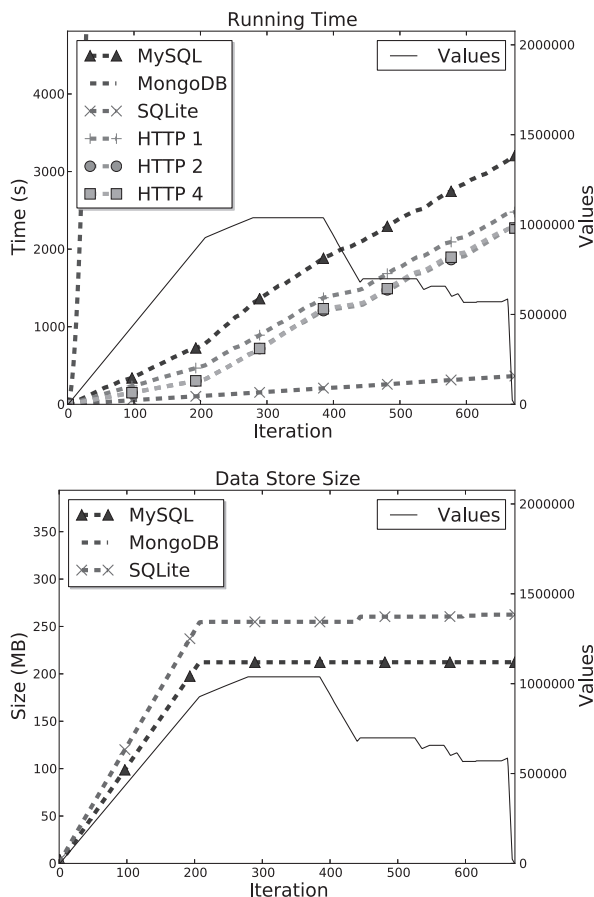 Running Time
MySQL
MongoDB
SQLite
HTTP 1
HTTP 2
HTTP 4
Values
4000
3000
2000
1000
0
Time (s)
2000000
1500000
1000000
500000
0
Values
0 100 200 300 400 500 600
Iteration
Data Store Size
MySQL
MongoDB
SQLite
Values
350
300
250
200
150
100
50
0
Size (MB)
2000000
1500000
1000000
500000
0
Values
0 100 200 300 400 500 600
Iteration